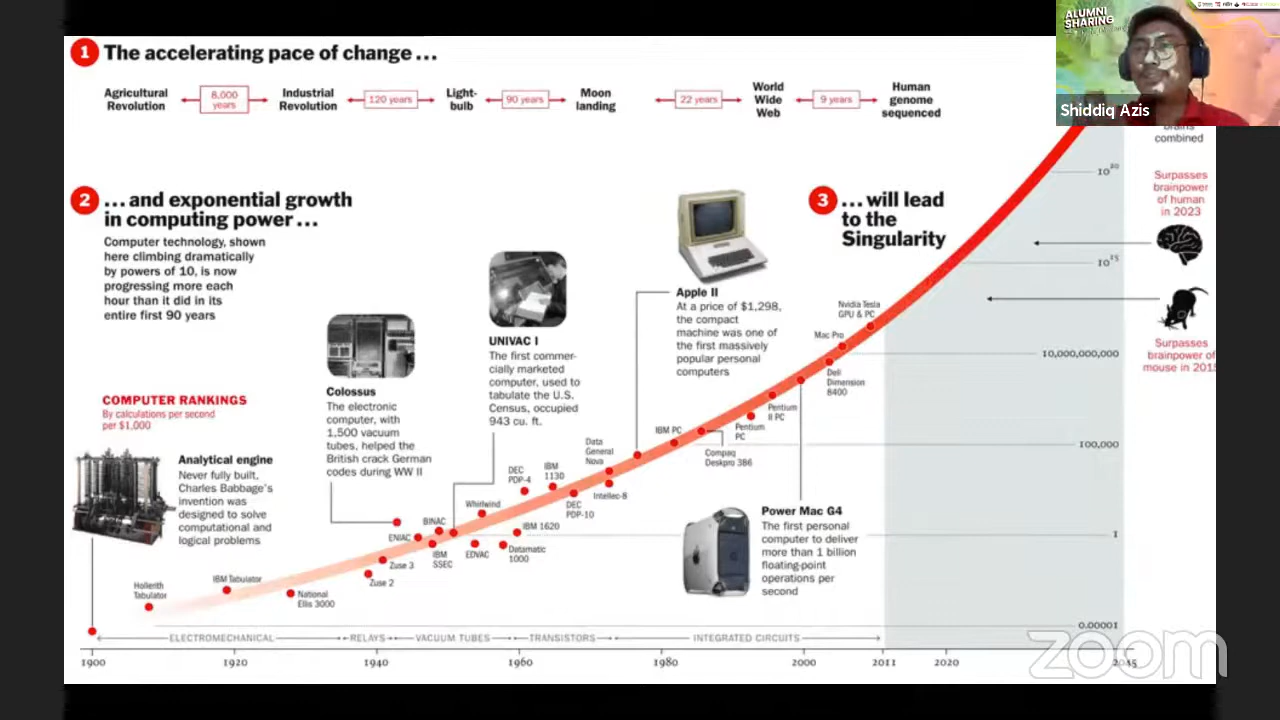 1 The accelerating pace of change ...
Agricultural Revolution
8,000 years
Industrial Revolution
120 years
Light-
bulb
90 years
Moon landing
22 years
World Wide Web
9 years
Human genome sequenced
ALUMNI
SHARING
Shiddiq Azis
brains
combined
2 ...and exponential growth
in computing power...
Computer technology, shown
here climbing dramatically
by powers of 10, is now
progressing more each
hour than it did in its
entire first 90 years
3 ...will lead
to the
Singularity
10²⁰
Surpasses
brainpower
of human
in 2023
10¹⁵
Surpasses
brainpower of
mouse in 2015
10,000,000,000
100,000
1
0.00001
Apple II
At a price of $1,298,
the compact
machine was one of
the first massively
popular personal
computers
Nvidia Tesla
GPU & PC
Mac Pro
Dell
Dimension
8400
Pentium
II PC
Pentium
PC
IBM PC
Compaq
Deskpro 386
UNIVAC I
The first commer-
cially marketed
computer, used to
tabulate the U.S.
Census, occupied
943 cu. ft.
Colossus
The electronic
computer, with
1,500 vacuum
tubes, helped the
British crack German
codes during WW II
COMPUTER RANKINGS
By calculations per second
per $1,000
Analytical engine
Never fully built,
Charles Babbage's
invention was
designed to solve
computational and
logical problems
Data
General
Nova
DEC
PDP-4
IBM
1130
Intellec-8
DEC
PDP-10
Whirlwind
IBM 1620
BINAC
ENIAC
IBM
SSEC
EDVAC
Datamatic
1000
Zuse 3
Zuse 2
Hollerith
Tabulator
IBM Tabulator
National
Ellis 3000
Power Mac G4
The first personal
computer to deliver
more than 1 billion
floating-point
operations per
second
ELECTROMECHANICAL
RELAYS
VACUUM TUBES
TRANSISTORS
INTEGRATED CIRCUITS
1900
1920
1940
1960
1980
2000
2011
2020
2045
zoom